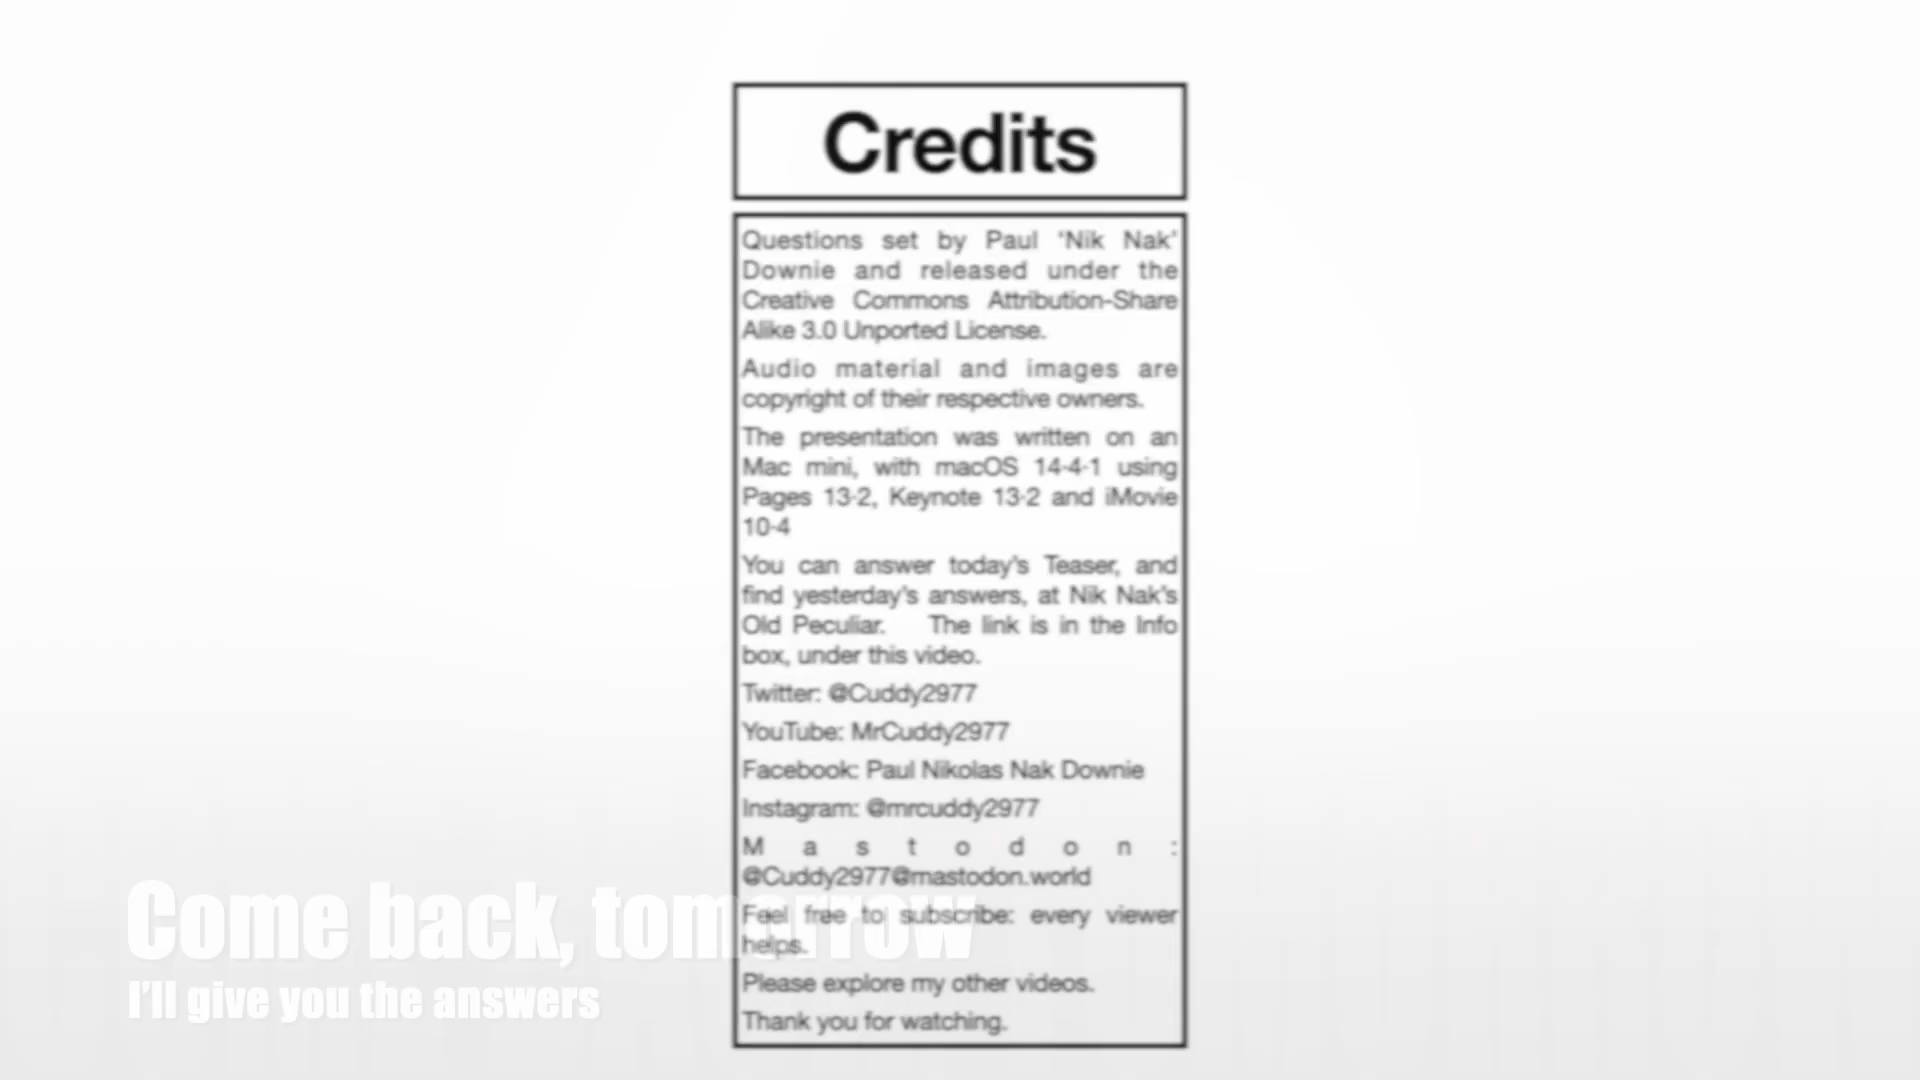 Credits
Questions set by Paul ‘Nik Nak’
Downie and released under the
Creative Commons Attribution-Share
Alike 3.0 Unported License.
Audio material and images are
copyright of their respective owners.
The presentation was written on an
Mac mini, with macOS 14·4·1 using
Pages 13·2, Keynote 13·2 and iMovie
10·4
You can answer today’s Teaser, and
find yesterday’s answers, at Nik Nak’s
Old Peculiar. The link is in the Info
box, under this video.
Twitter: @Cuddy2977
YouTube: MrCuddy2977
Facebook: Paul Nikolas Nak Downie
Instagram: @mrcuddy2977
Mastodon:
@Cuddy2977@mastodon.world
Feel free to subscribe: every viewer
helps.
Please explore my other videos.
Thank you for watching.
Come back, tomorrow
I’ll give you the answers